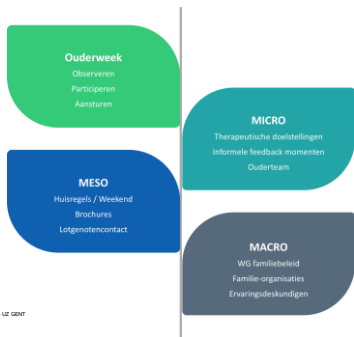 Ouderweek
Observeren
Participeren
Aansturen
MICRO
Therapeutische doelstellingen
Informele feedback momenten
Ouderteam
MESO
Huisregels / Weekend
Brochures
Lotgenotencontact
MACRO
WG familiebeleid
Familie-organisaties
Ervaringsdeskundigen
- UZ GENT